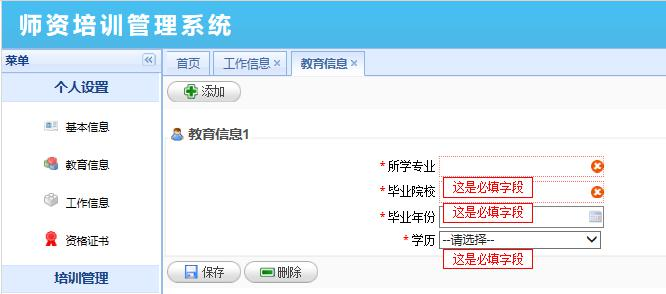 师资培训管理系统
菜单
首页 工作信息 教育信息
个人设置
添加
基本信息
教育信息
工作信息
资格证书
培训管理
教育信息1
* 所学专业
这是必填字段
* 毕业院校
这是必填字段
* 毕业年份
* 学历 --请选择--
这是必填字段
保存 删除